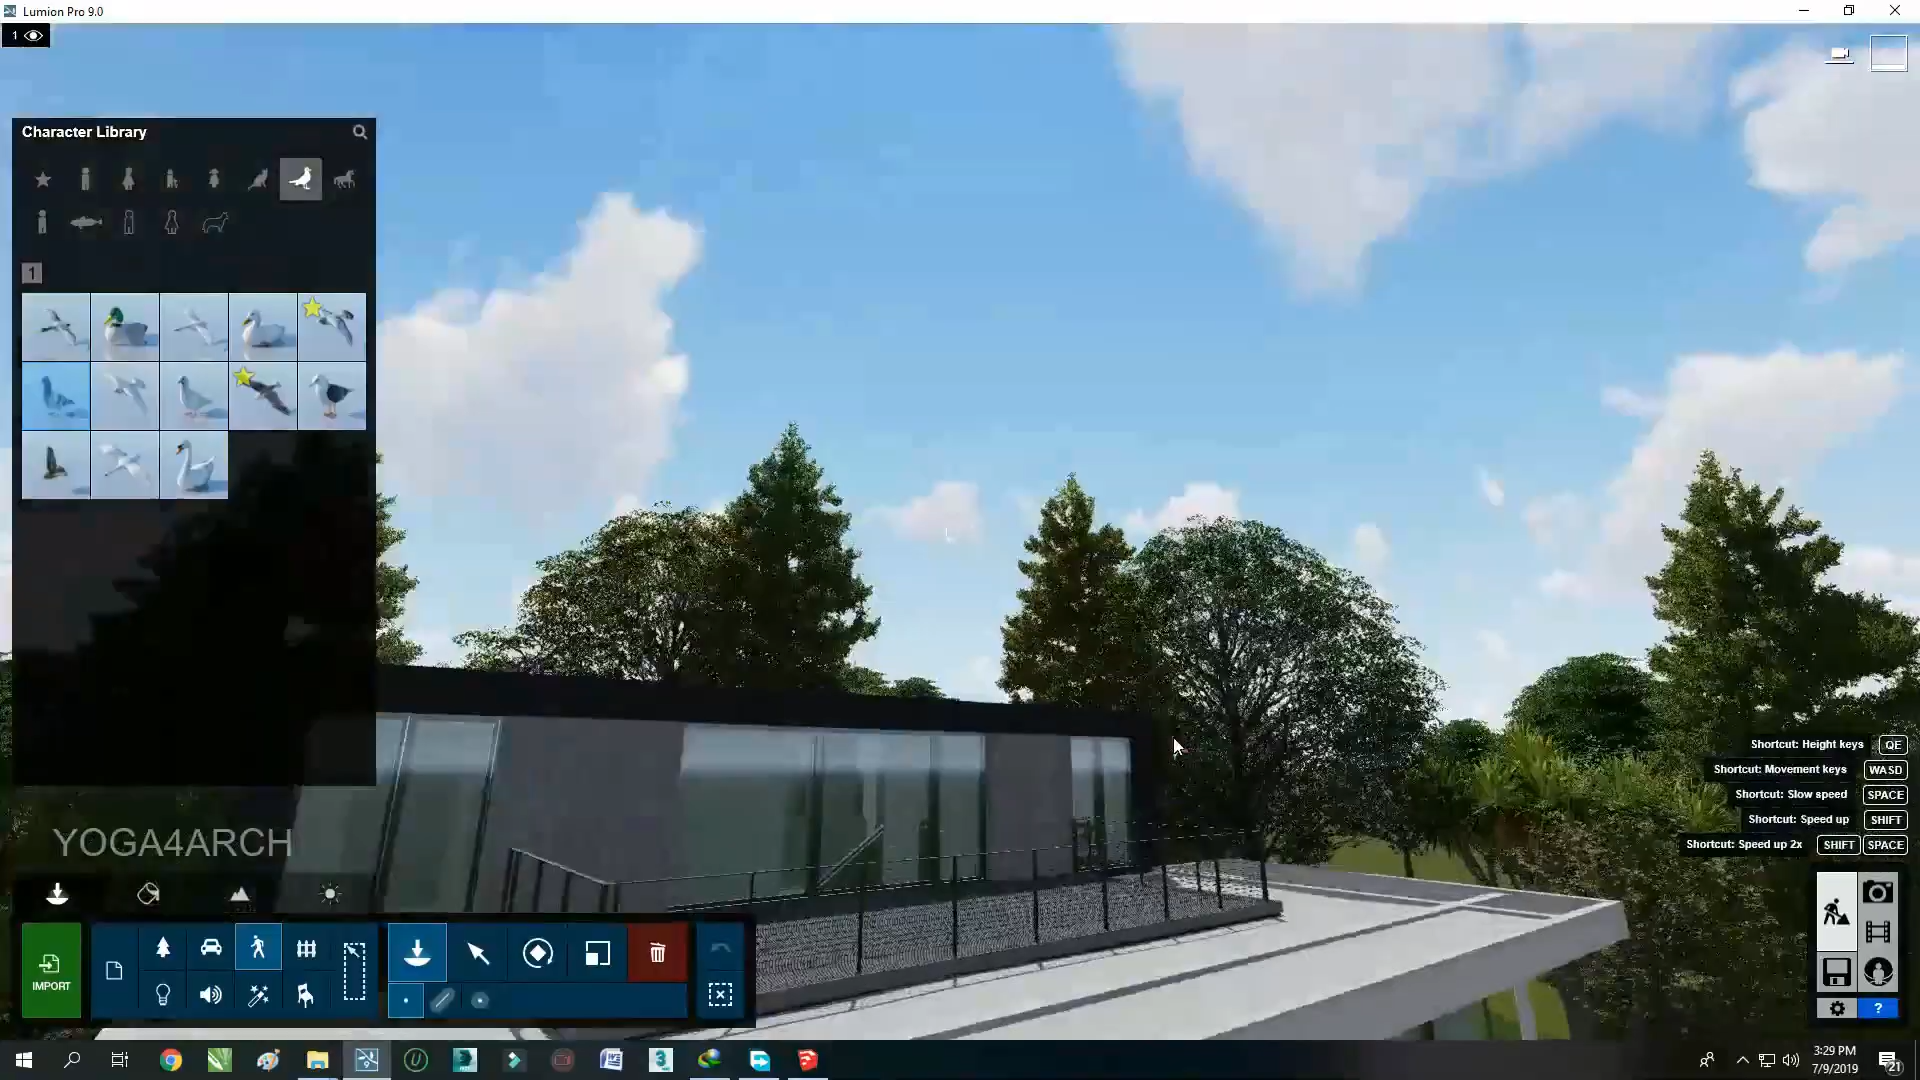 Lumion Pro 9.0
1
Character Library
1
Shortcut: Height keys QE
Shortcut: Movement keys WASD
Shortcut: Slow speed SPACE
Shortcut: Speed up SHIFT
Shortcut: Speed up 2x SHIFT SPACE
YOGA4ARCH
IMPORT
?
3:29 PM
7/9/2019
21